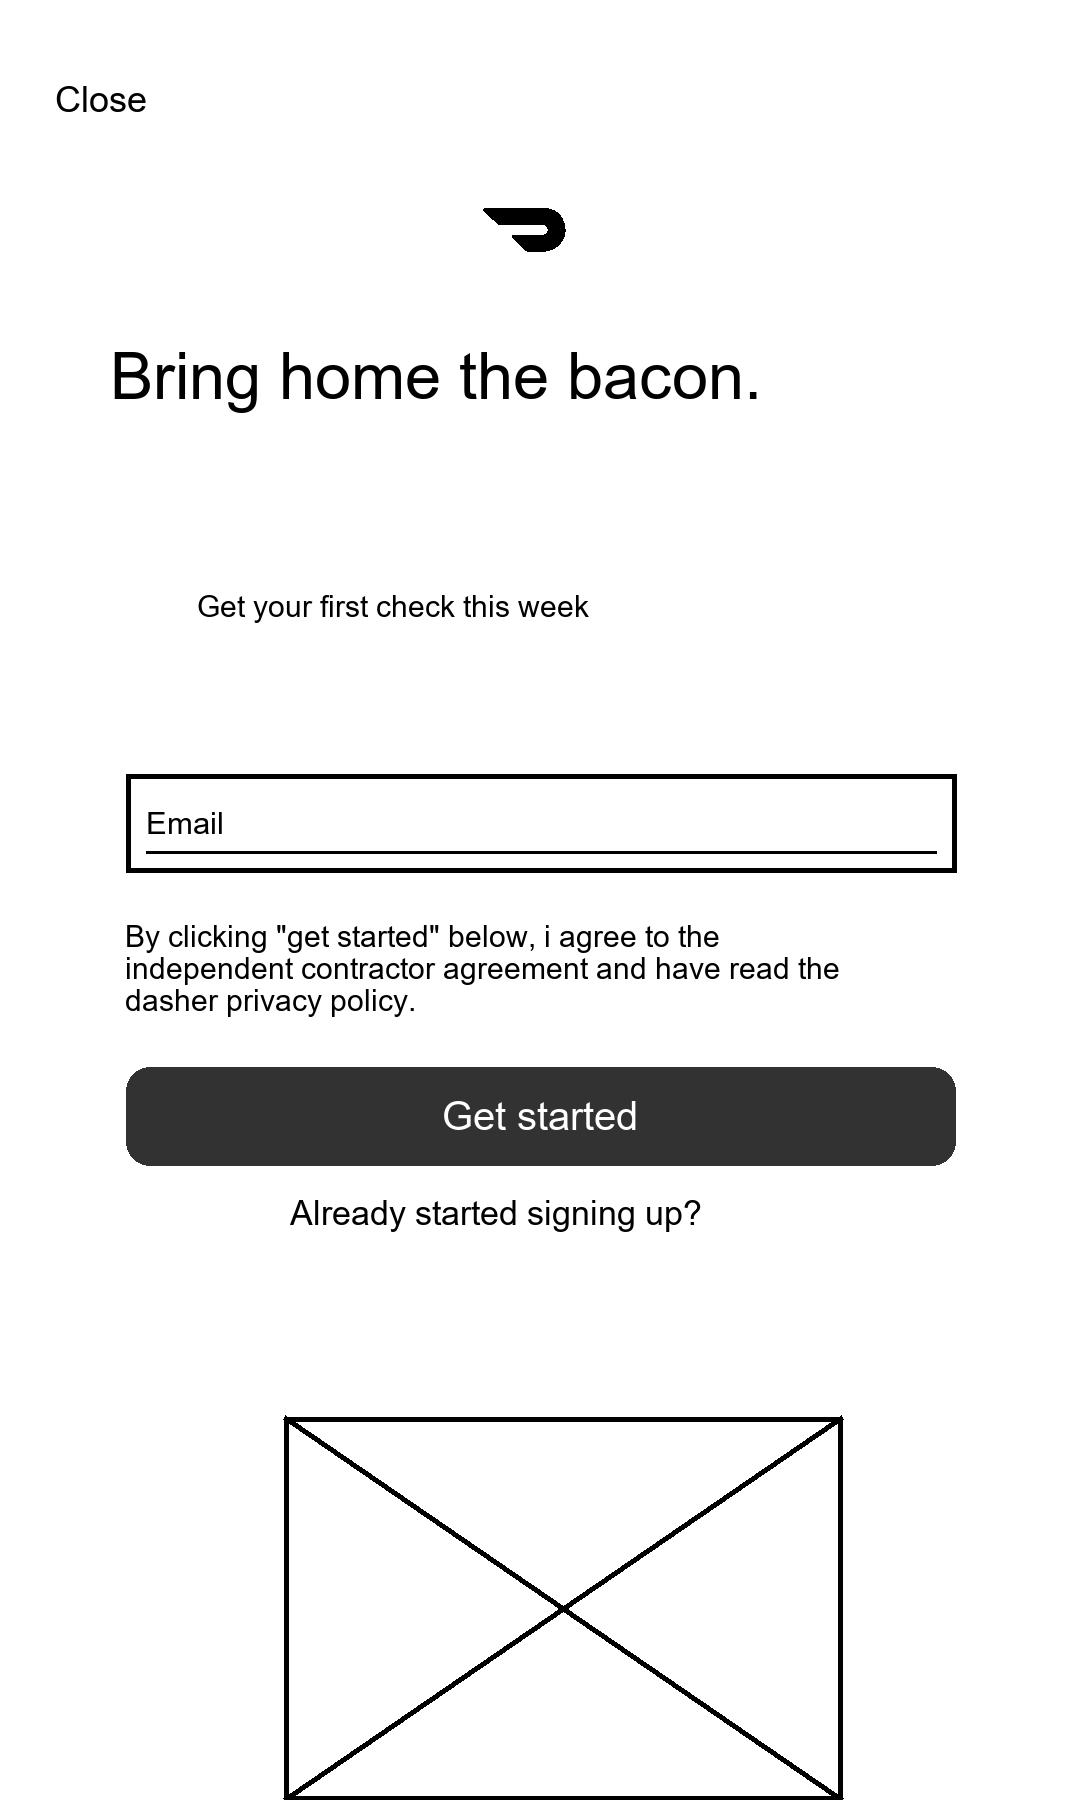 Close
Bring home the bacon.
Get your first check this week
Email
By clicking "get started" below, i agree to the
independent contractor agreement and have read the
dasher privacy policy.
Get started
Already started signing up?